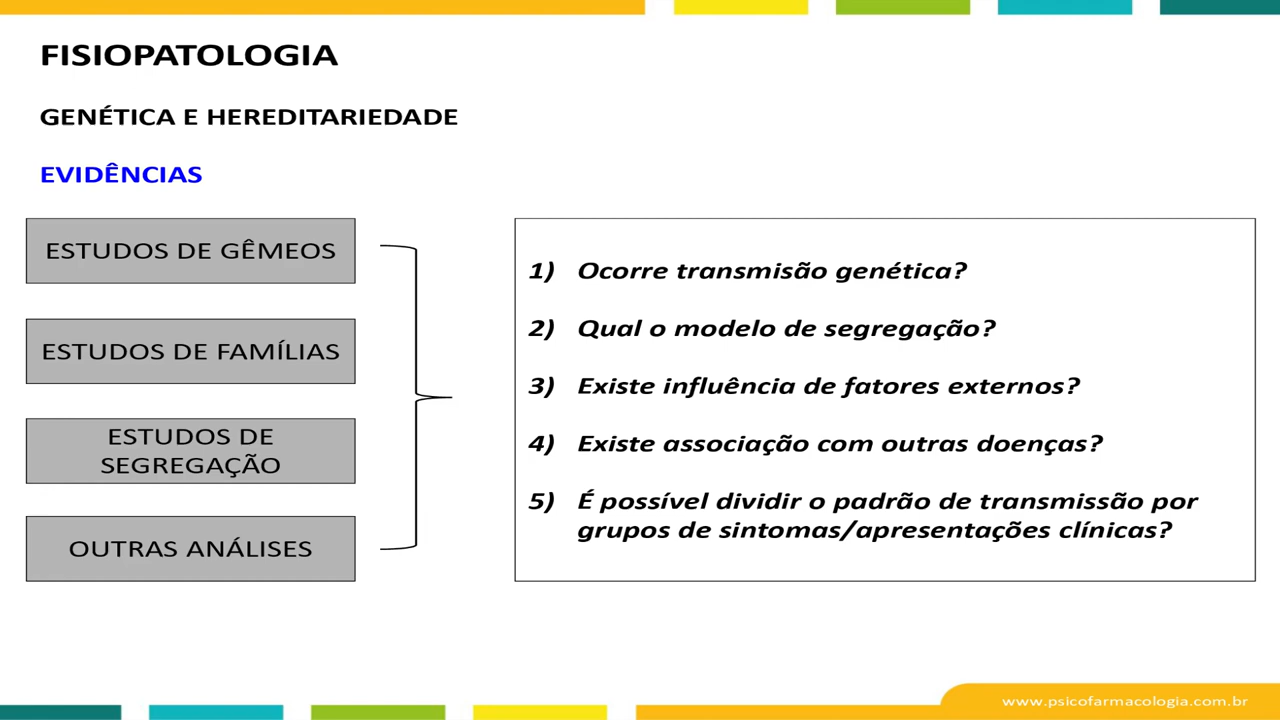 FISIOPATOLOGIA
GENÉTICA E HEREDITARIEDADE
EVIDÊNCIAS
ESTUDOS DE GÊMEOS
ESTUDOS DE FAMÍLIAS
ESTUDOS DE
SEGREGAÇÃO
OUTRAS ANÁLISES
1) Ocorre transmisão genética?
2) Qual o modelo de segregação?
3) Existe influência de fatores externos?
4) Existe associação com outras doenças?
5) É possível dividir o padrão de transmissão por
grupos de sintomas/apresentações clínicas?
www.psicofarmacologia.com.br